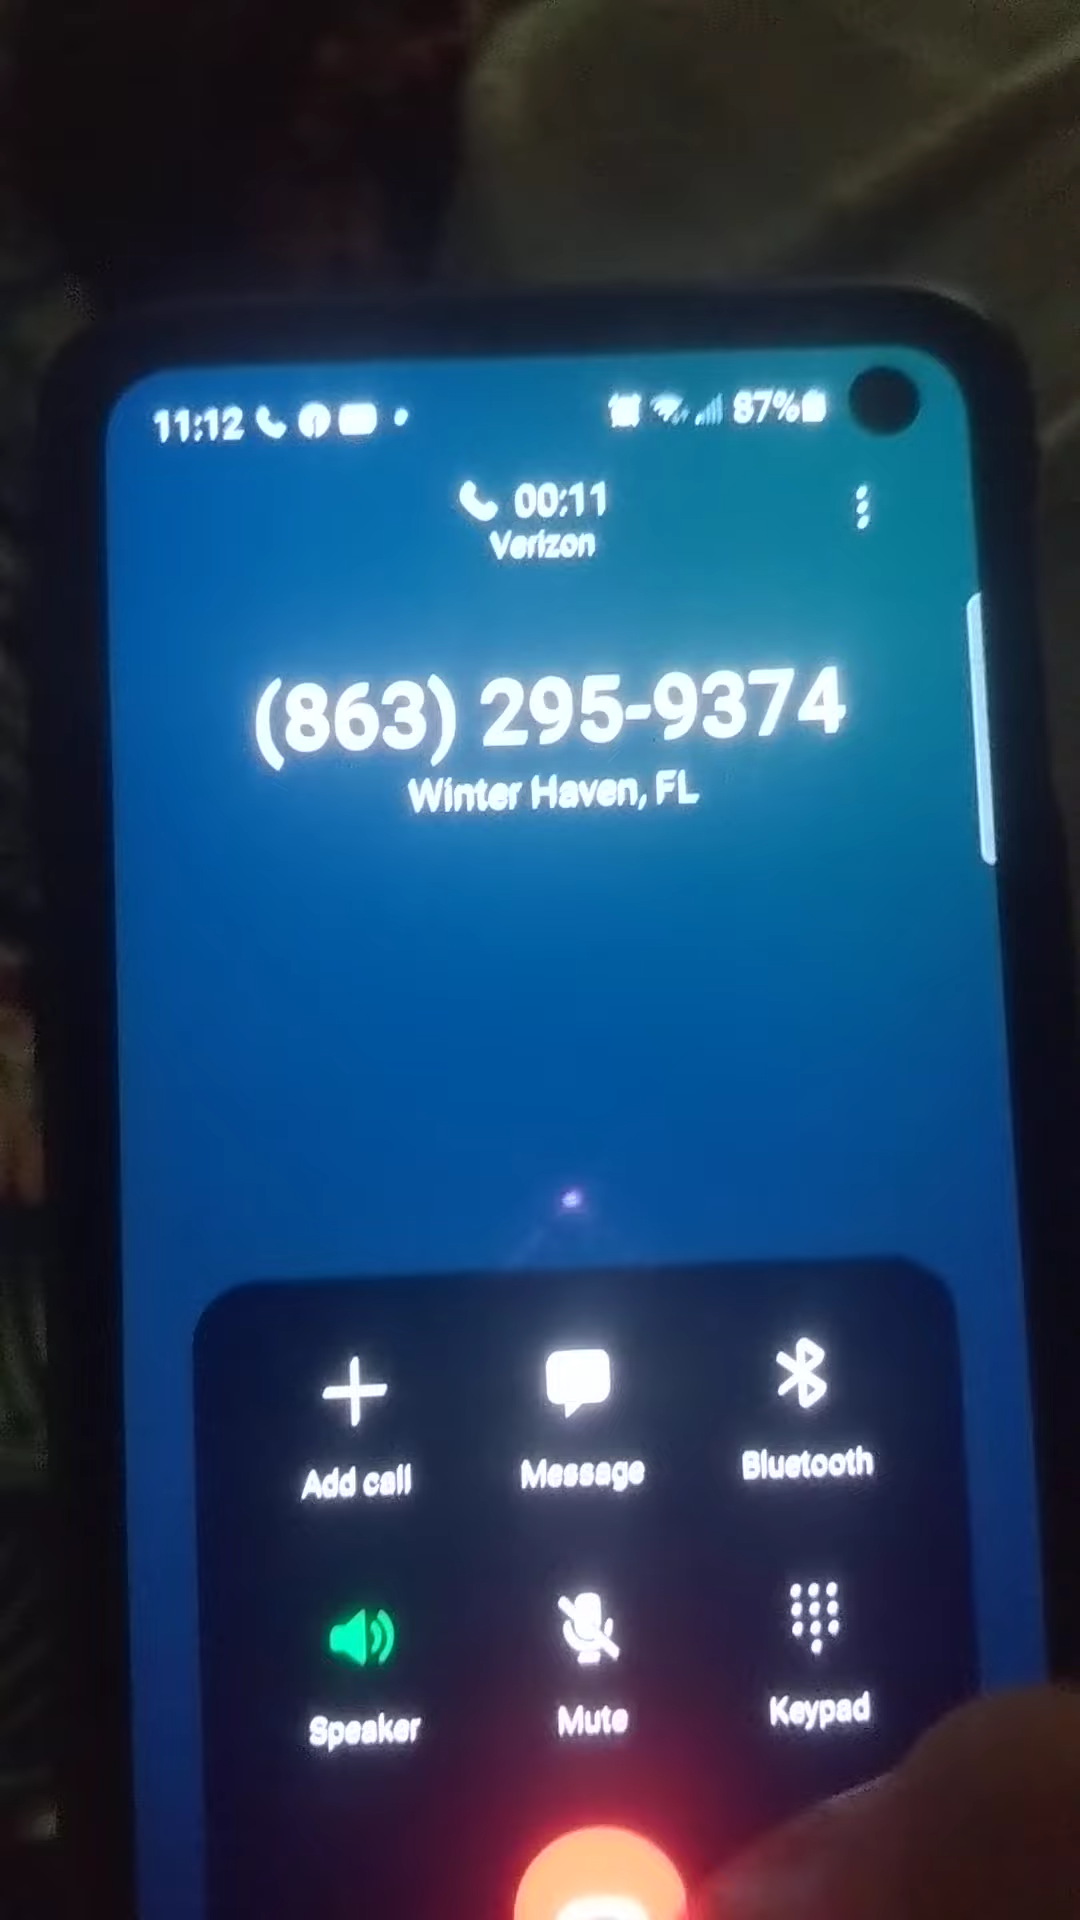 11:12 87%
00:11
Verizon
(863) 295-9374
Winter Haven, FL
Add call Message Bluetooth
Speaker Mute Keypad